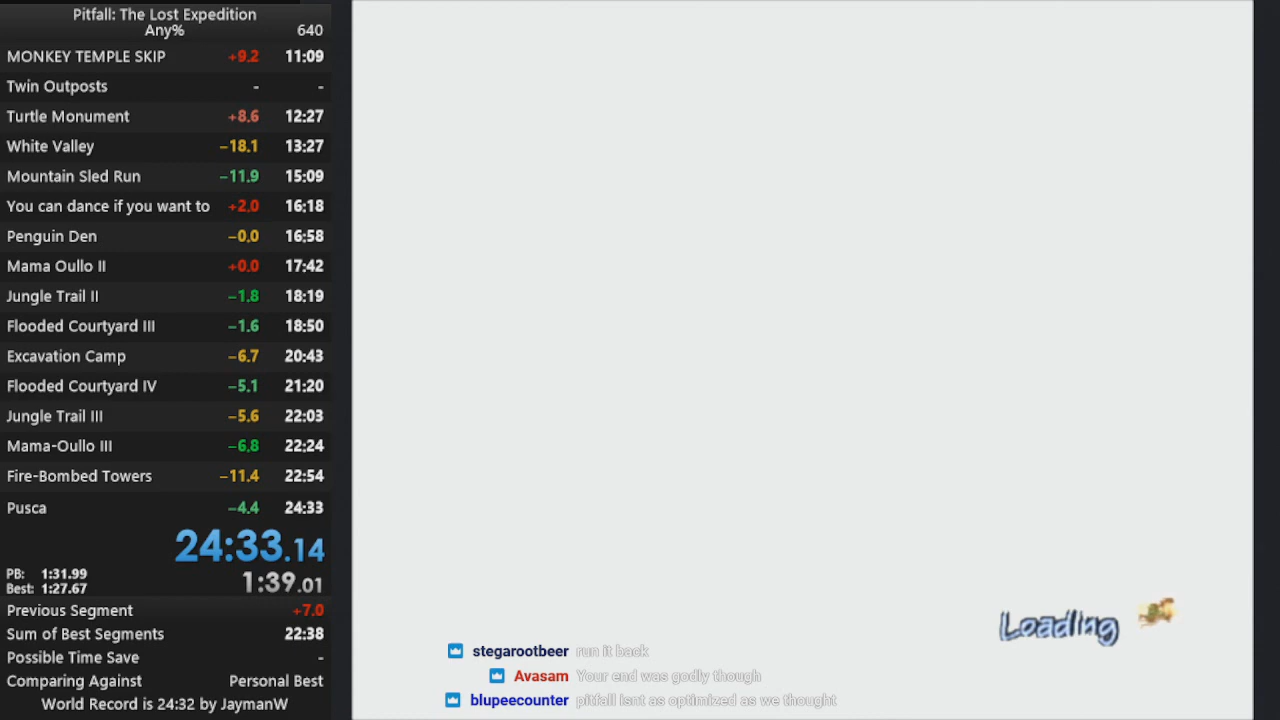 Pitfall: The Lost Expedition
Any% 640
MONKEY TEMPLE SKIP +9.2 11:09
Twin Outposts - -
Turtle Monument +8.6 12:27
White Valley −18.1 13:27
Mountain Sled Run −11.9 15:09
You can dance if you want to +2.0 16:18
Penguin Den −0.0 16:58
Mama Oullo II +0.0 17:42
Jungle Trail II −1.8 18:19
Flooded Courtyard III −1.6 18:50
Excavation Camp −6.7 20:43
Flooded Courtyard IV −5.1 21:20
Jungle Trail III −5.6 22:03
Mama-Oullo III −6.8 22:24
Fire-Bombed Towers −11.4 22:54
Pusca −4.4 24:33
24:33.14
PB: 1:31.99
Best: 1:27.67
1:39.01
Previous Segment +7.0
Sum of Best Segments 22:38
Possible Time Save -
Comparing Against Personal Best
World Record is 24:32 by JaymanW
Loading
stegarootbeer run it back
Avasam Your end was godly though
blupeecounter pitfall isnt as optimized as we thought